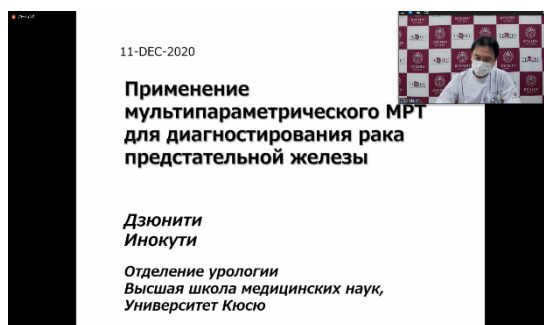 11-DEC-2020
Применение
мультипараметрического МРТ
для диагностирования рака
предстательной железы
Дзюнити
Инокути
Отделение урологии
Высшая школа медицинских наук,
Университет Кюсю